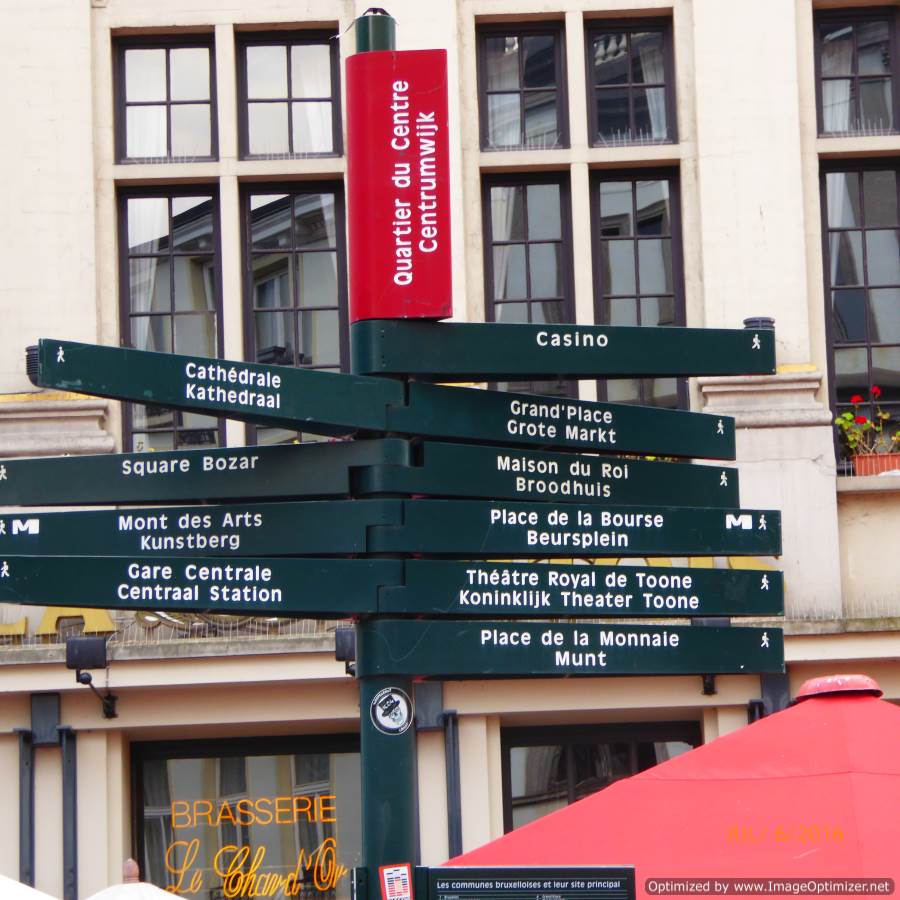 Quartier du Centre
Centrumwijk
Casino
Cathédrale
Kathedraal
Grand'Place
Grote Markt
Square Bozar
Maison du Roi
Broodhuis
M
Mont des Arts
Kunstberg
Place de la Bourse
Beursplein
M
Gare Centrale
Centraal Station
Théâtre Royal de Toone
Koninklijk Theater Toone
Place de la Monnaie
Munt
BRASSERIE
Le Chard'Or
Quartier
Les communes bruxelloises et leur site principal
6/2016
Optimized by www.ImageOptimizer.net